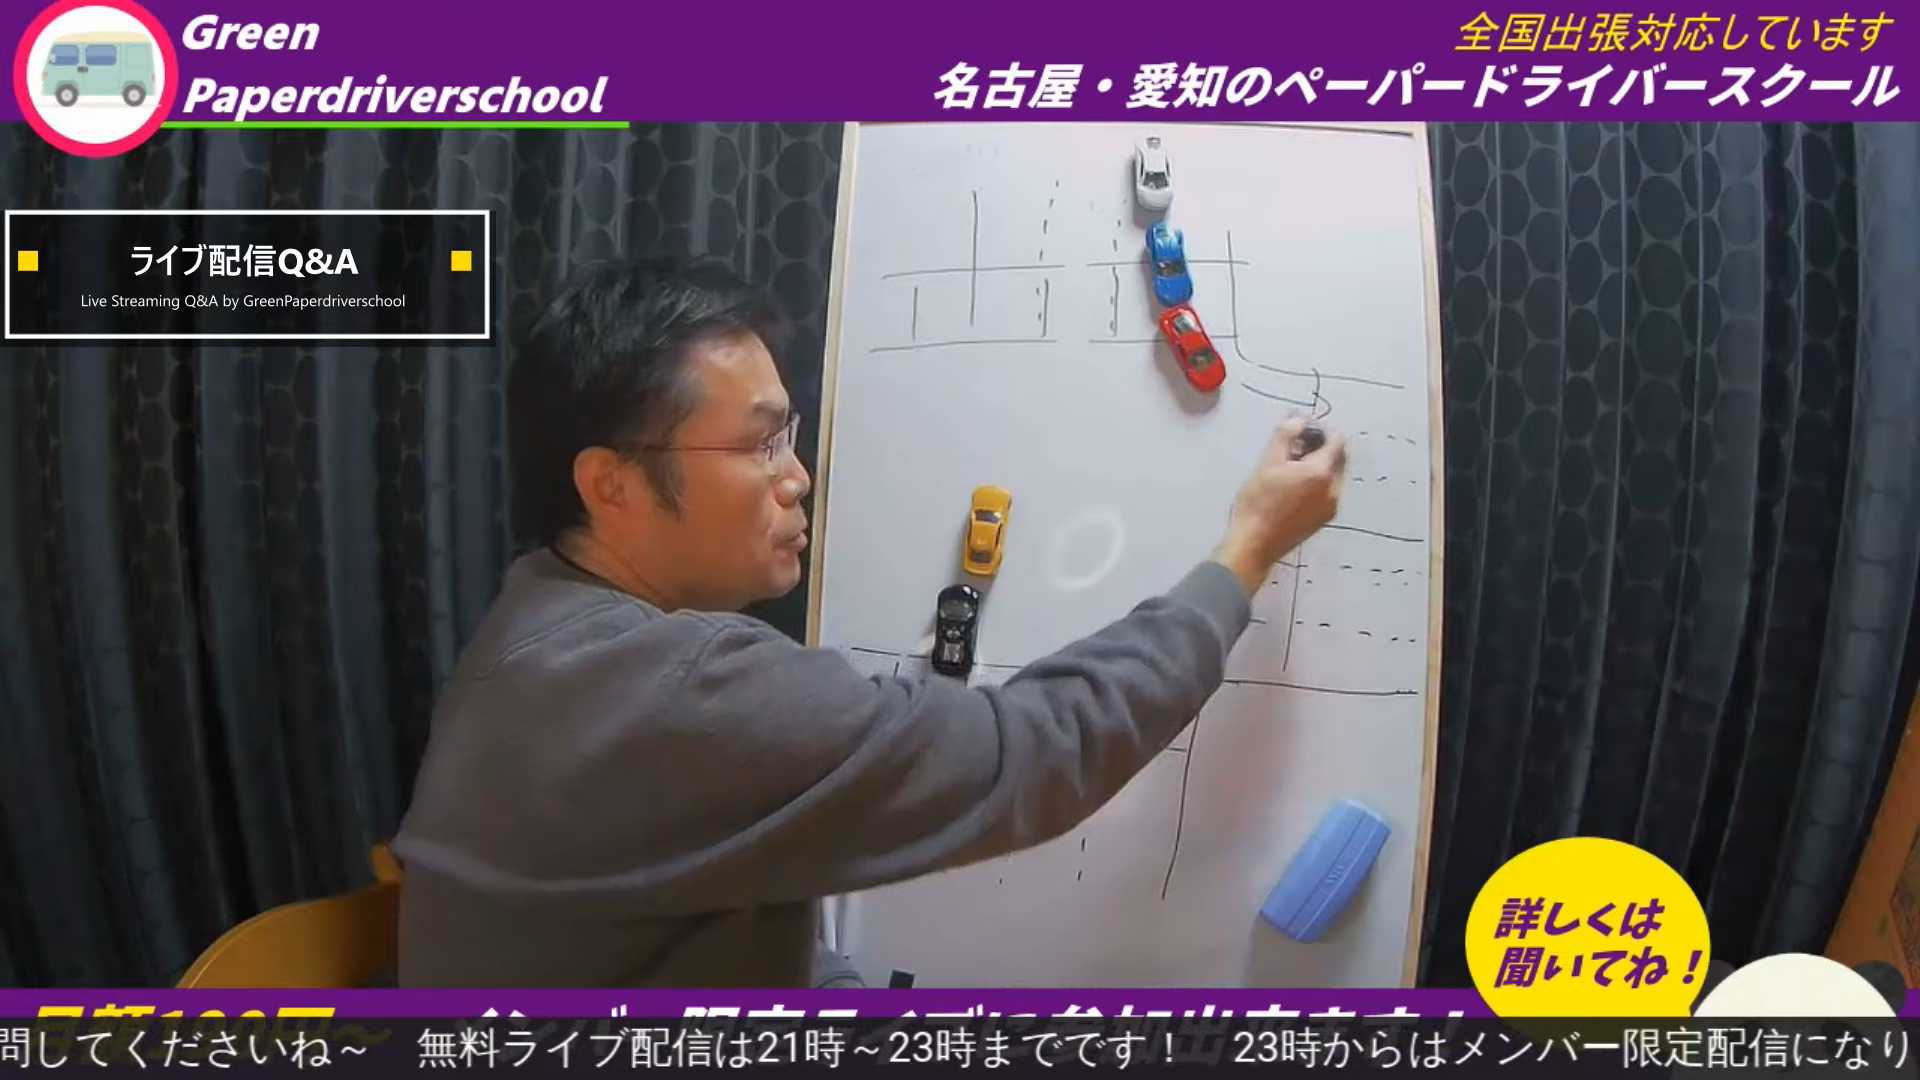 Green
Paperdriverschool
全国出張対応しています
名古屋・愛知のペーパードライバースクール
ライブ配信Q&A
Live Streaming Q&A by GreenPaperdriverschool
詳しくは
聞いてね！
問してくださいね～　無料ライブ配信は21時～23時までです！　23時からはメンバー限定配信になり